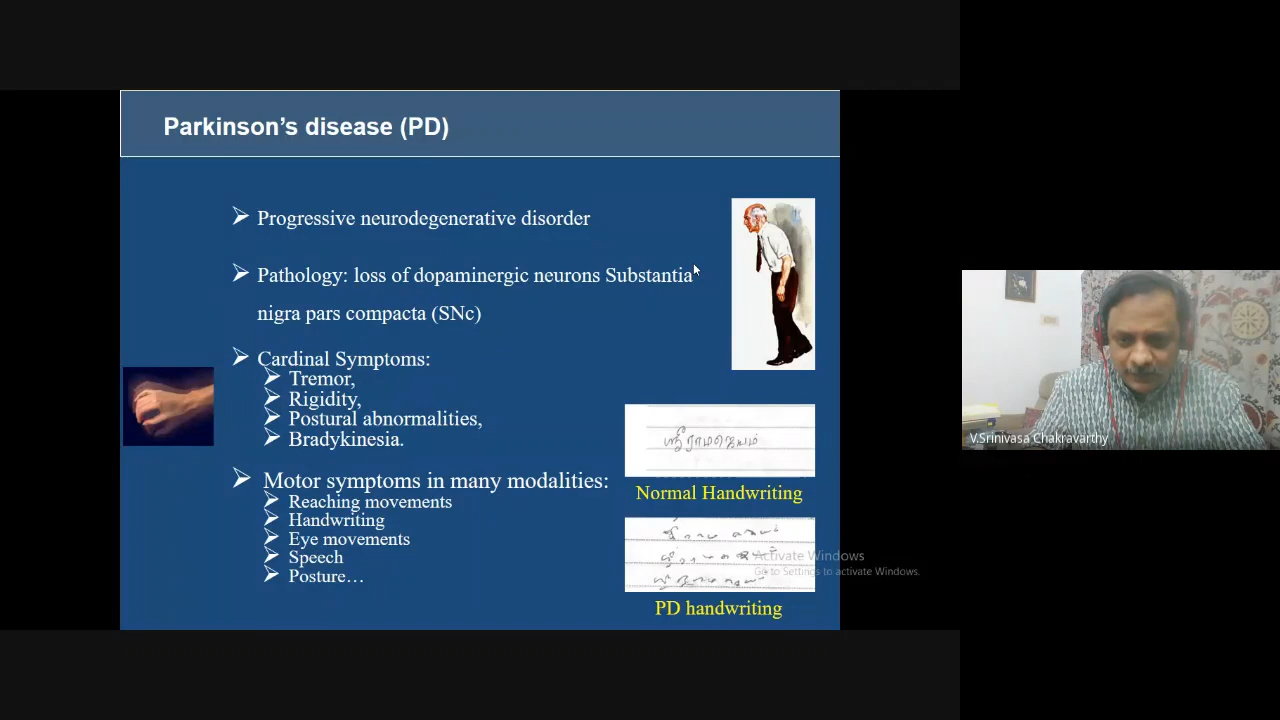 Parkinson's disease (PD)
➢ Progressive neurodegenerative disorder
➢ Pathology: loss of dopaminergic neurons Substantia
nigra pars compacta (SNc)
➢ Cardinal Symptoms:
➢ Tremor,
➢ Rigidity,
➢ Postural abnormalities,
➢ Bradykinesia.
➢ Motor symptoms in many modalities:
➢ Reaching movements
➢ Handwriting
➢ Eye movements
➢ Speech
➢ Posture…
ஸ்ரீராமஜெயம்
Normal Handwriting
PD handwriting
Activate Windows
Go to Settings to activate Windows.
V.Srinivasa Chakravarthy